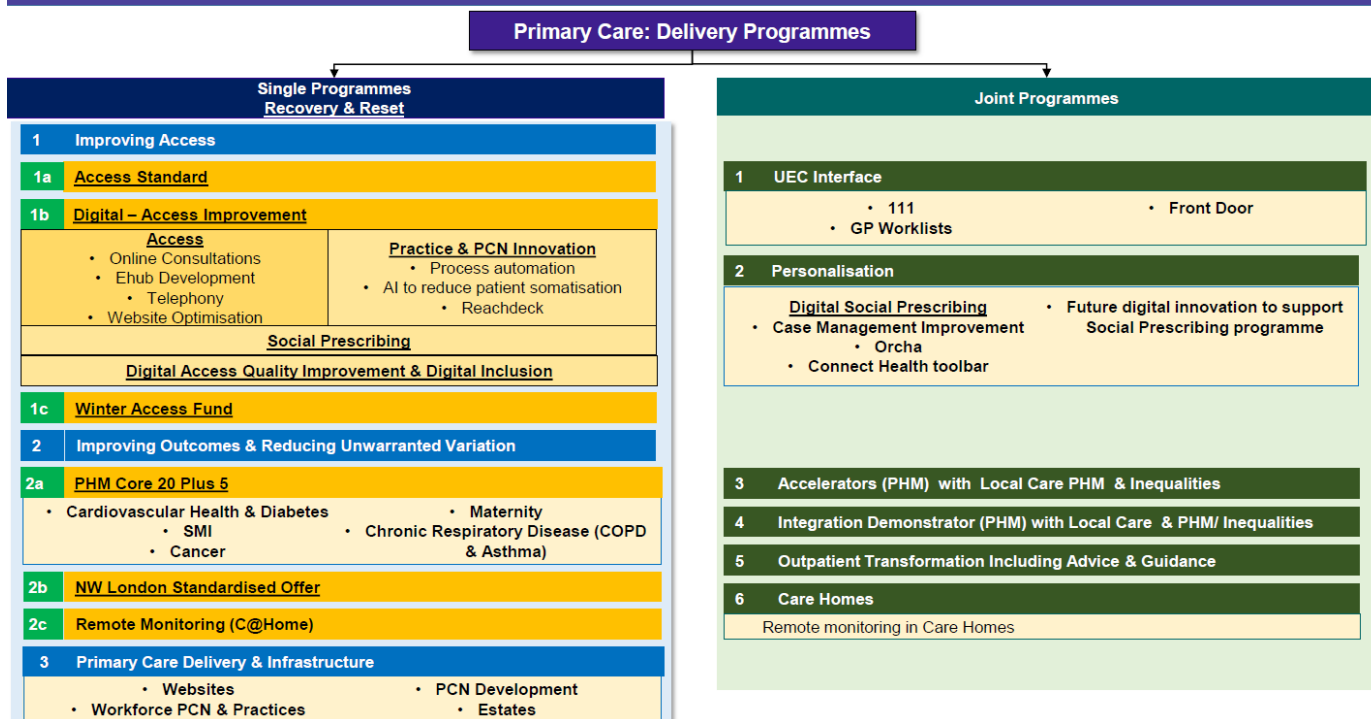 Primary Care: Delivery Programmes
Single Programmes
Recovery & Reset
1 Improving Access
1a Access Standard
1b Digital – Access Improvement
Access
• Online Consultations
• Ehub Development
• Telephony
• Website Optimisation
Practice & PCN Innovation
• Process automation
• AI to reduce patient somatisation
• Reachdeck
Social Prescribing
Digital Access Quality Improvement & Digital Inclusion
1c Winter Access Fund
2 Improving Outcomes & Reducing Unwarranted Variation
2a PHM Core 20 Plus 5
• Cardiovascular Health & Diabetes
• SMI
• Cancer
• Maternity
• Chronic Respiratory Disease (COPD
& Asthma)
2b NW London Standardised Offer
2c Remote Monitoring (C@Home)
3 Primary Care Delivery & Infrastructure
• Websites
• Workforce PCN & Practices
• PCN Development
• Estates
Joint Programmes
1 UEC Interface
• 111
• GP Worklists
• Front Door
2 Personalisation
Digital Social Prescribing
• Case Management Improvement
• Orcha
• Connect Health toolbar
• Future digital innovation to support
Social Prescribing programme
3 Accelerators (PHM) with Local Care PHM & Inequalities
4 Integration Demonstrator (PHM) with Local Care & PHM/ Inequalities
5 Outpatient Transformation Including Advice & Guidance
6 Care Homes
Remote monitoring in Care Homes